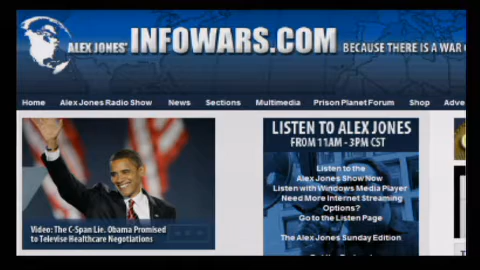 ALEX JONES' INFOWARS.COM BECAUSE THERE IS A WAR
Home Alex Jones Radio Show News Sections Multimedia Prison Planet Forum Shop Adve
LISTEN TO ALEX JONES
FROM 11AM - 3PM CST
Listen to the
Alex Jones Show Now
Listen with Windows Media Player
Need More Internet Streaming
Options?
Go to the Listen Page
The Alex Jones Sunday Edition
Video: The C-Span Lie. Obama Promised
to Televise Healthcare Negotiations